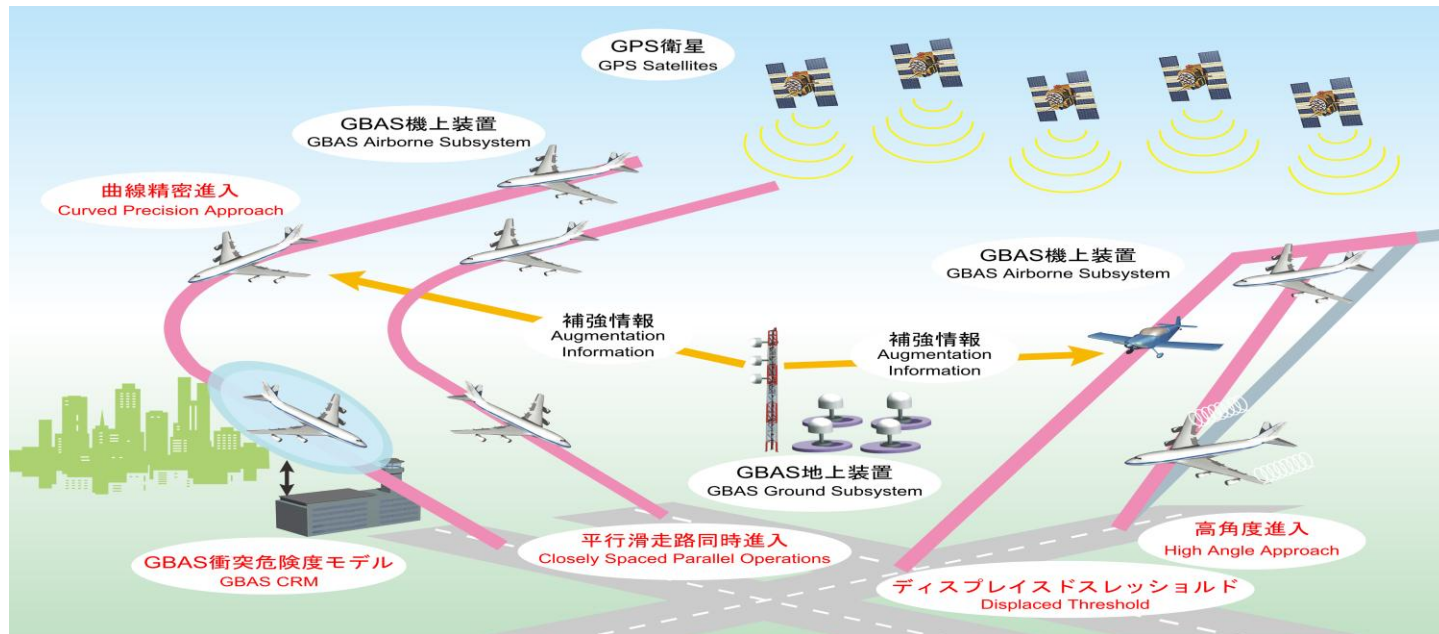 GPS衛星
GPS Satellites
GBAS機上装置
GBAS Airborne Subsystem
曲線精密進入
Curved Precision Approach
GBAS機上装置
GBAS Airborne Subsystem
補強情報
Augmentation
Information
補強情報
Augmentation
Information
GBAS地上装置
GBAS Ground Subsystem
GBAS衝突危険度モデル
GBAS CRM
平行滑走路同時進入
Closely Spaced Parallel Operations
高角度進入
High Angle Approach
ディスプレイスドスレッショルド
Displaced Threshold